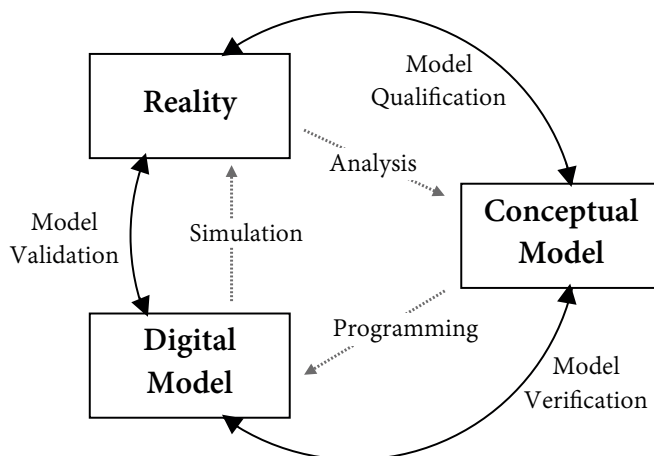 Model
Qualification
Reality
Analysis
Conceptual
Model
Model
Validation
Simulation
Programming
Digital
Model
Model
Verification